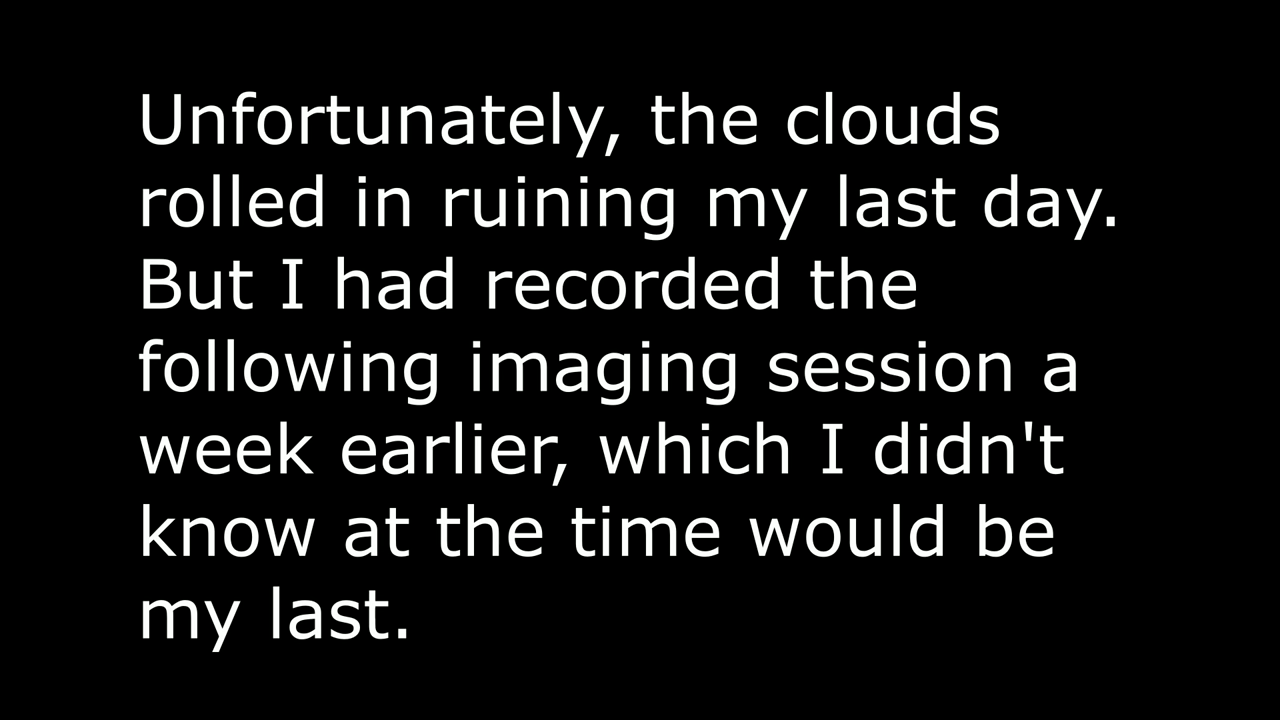 Unfortunately, the clouds
rolled in ruining my last day.
But I had recorded the
following imaging session a
week earlier, which I didn't
know at the time would be
my last.